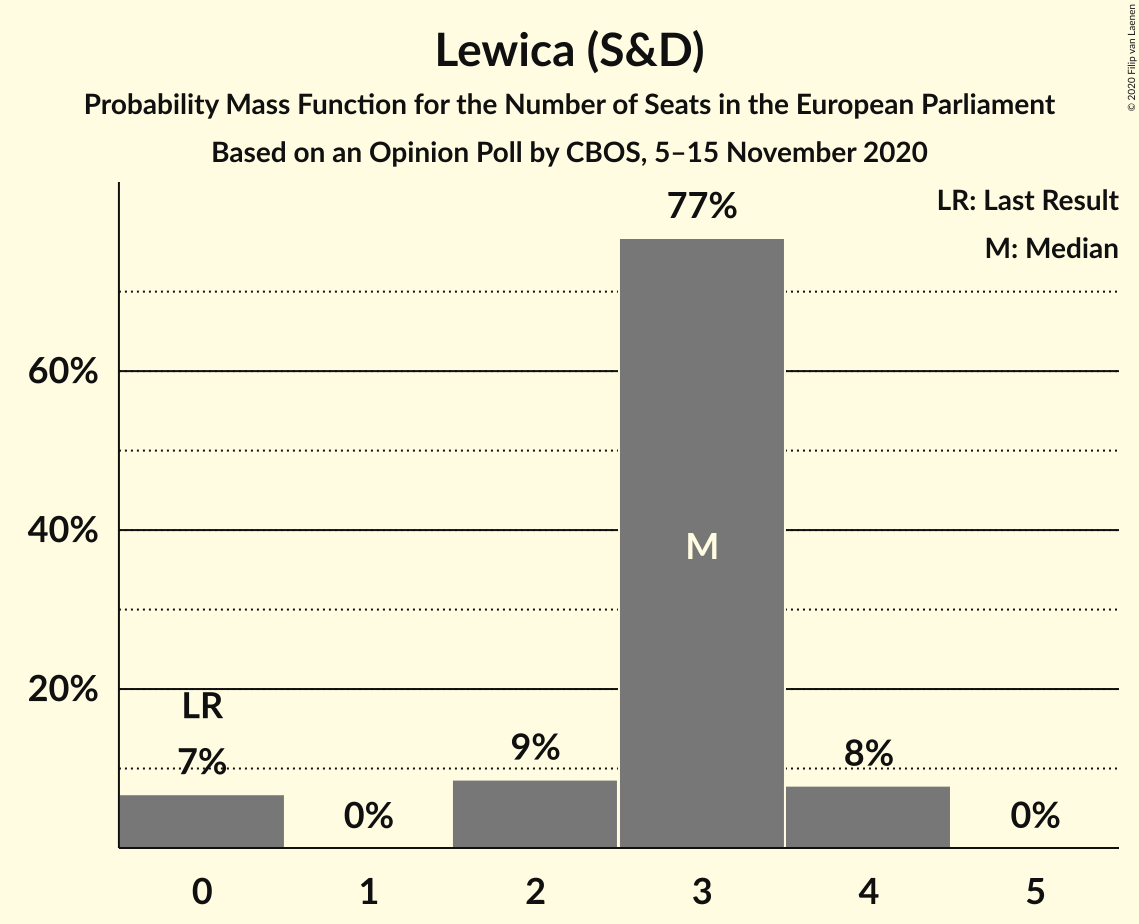 Lewica (S&D)
Probability Mass Function for the Number of Seats in the European Parliament
Based on an Opinion Poll by CBOS, 5–15 November 2020
© 2020 Filip van Laenen
LR: Last Result
M: Median
77%
60%
40%
20%
M
LR
7%
0%
9%
8%
0%
0
1
2
3
4
5